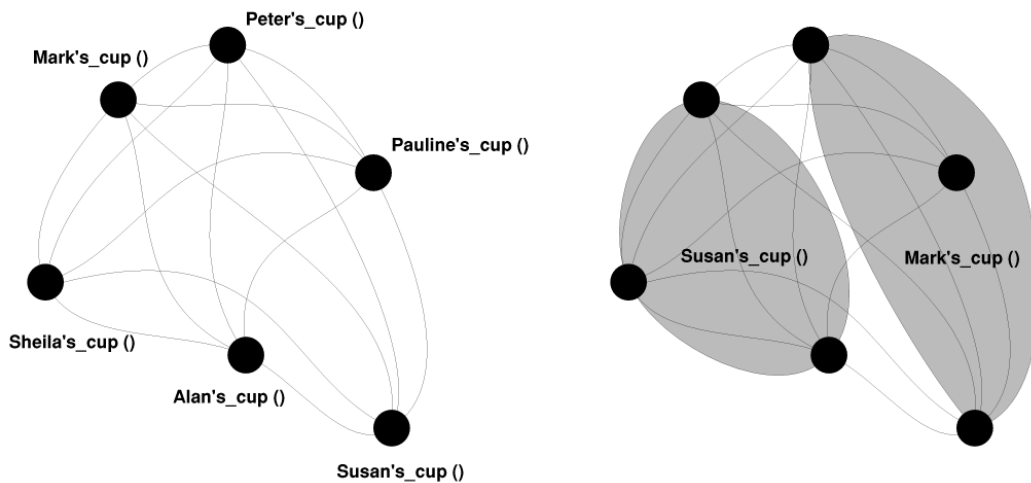 Peter's_cup ()
Mark's_cup ()
Pauline's_cup ()
Susan's_cup ()
Mark's_cup ()
Sheila's_cup ()
Alan's_cup ()
Susan's_cup ()